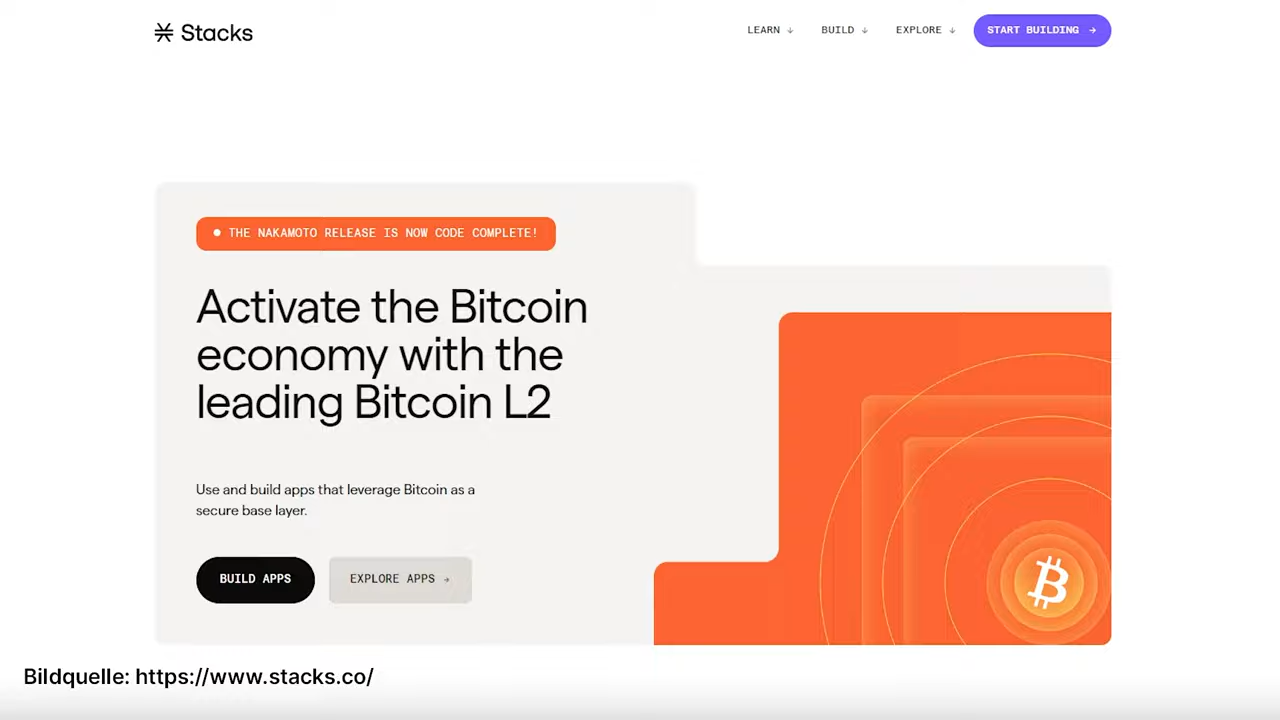 Stacks
LEARN ↓ BUILD ↓ EXPLORE ↓ START BUILDING →
THE NAKAMOTO RELEASE IS NOW CODE COMPLETE!
Activate the Bitcoin
economy with the
leading Bitcoin L2
Use and build apps that leverage Bitcoin as a
secure base layer.
BUILD APPS
EXPLORE APPS →
Bildquelle: https://www.stacks.co/